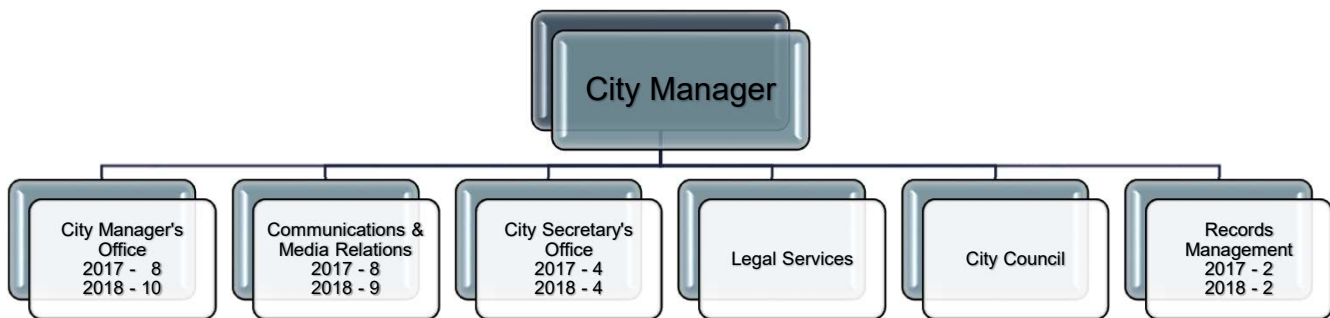 City Manager
City Manager's
Office
2017 -   8
2018 - 10
Communications &
Media Relations
2017 - 8
2018 - 9
City Secretary's
Office
2017 - 4
2018 - 4
Legal Services
City Council
Records
Management
2017 - 2
2018 - 2